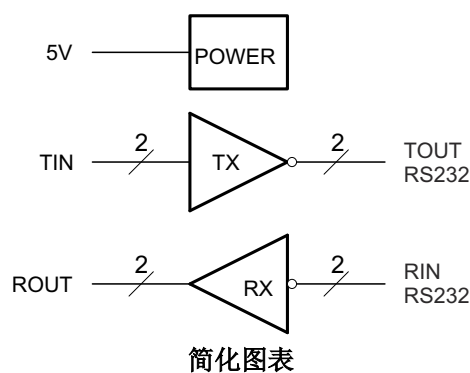 5V
POWER
2
2
TIN
TX
TOUT
RS232
2
2
ROUT
RX
RIN
RS232
简化图表